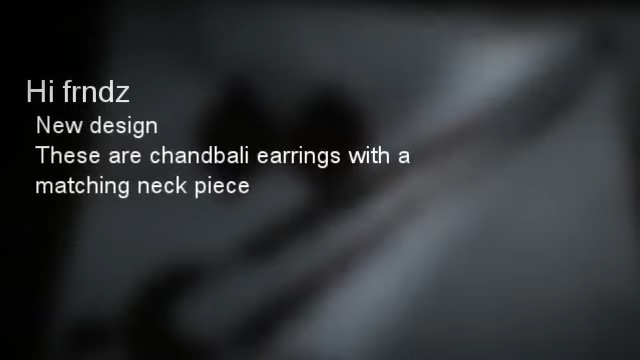 Hi frndz
New design
These are chandbali earrings with a
matching neck piece